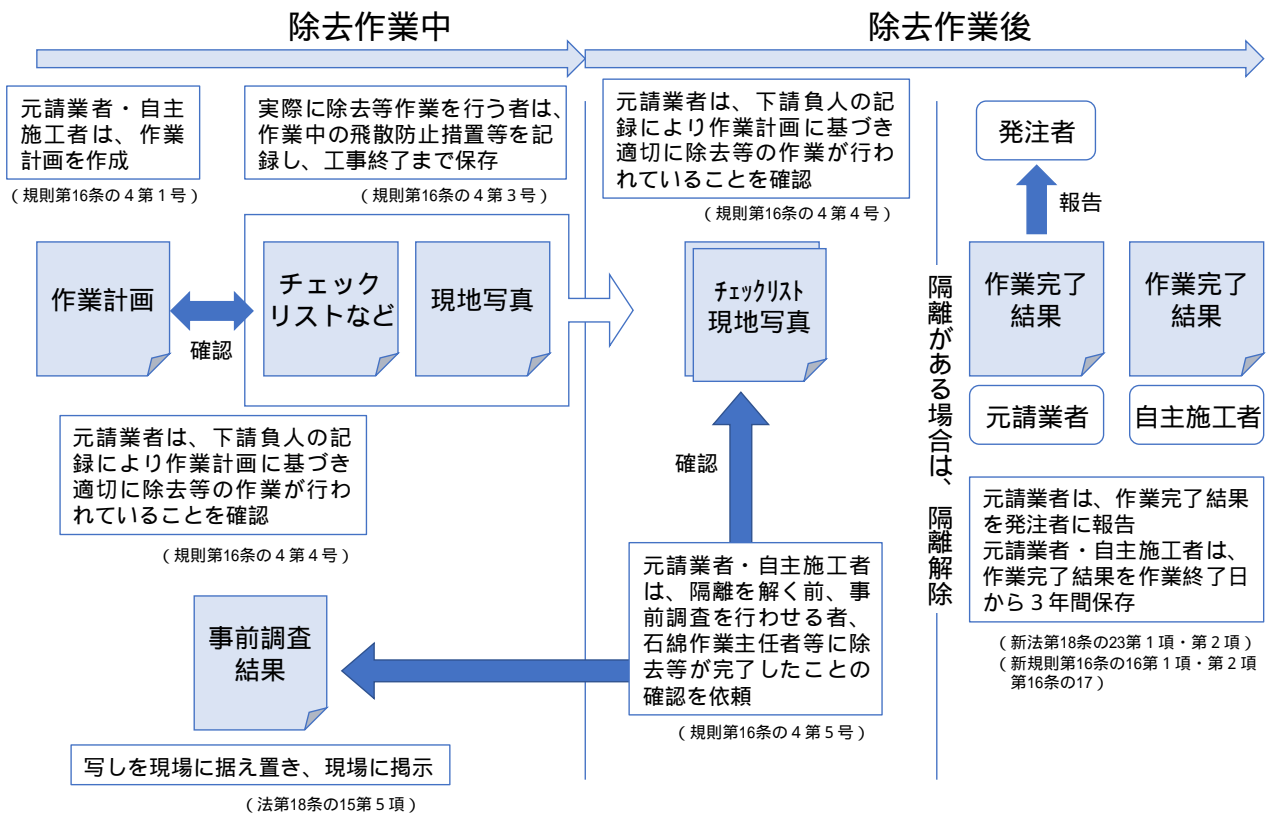 除去作業中
除去作業後
元請業者・自主
施工者は、作業
計画を作成
（規則第16条の４第１号）
実際に除去等作業を行う者は、
作業中の飛散防止措置等を記
録し、工事終了まで保存
（規則第16条の４第３号）
元請業者は、下請負人の記
録により作業計画に基づき
適切に除去等の作業が行わ
れていることを確認
（規則第16条の４第４号）
発注者
報告
作業計画
確認
チェック
リストなど
現地写真
ﾁｪｯｸﾘｽﾄ
現地写真
隔離がある場合は、隔離解除
作業完了
結果
作業完了
結果
元請業者
自主施工者
元請業者は、下請負人の記
録により作業計画に基づき
適切に除去等の作業が行わ
れていることを確認
（規則第16条の４第４号）
確認
元請業者は、作業完了結果
を発注者に報告
元請業者・自主施工者は、
作業完了結果を作業終了日
から３年間保存
（新法第18条の23第１項・第２項）
（新規則第16条の16第１項・第２項
第16条の17）
元請業者・自主施工者
は、隔離を解く前、事
前調査を行わせる者、
石綿作業主任者等に除
去等が完了したことの
確認を依頼
（規則第16条の４第５号）
事前調査
結果
写しを現場に据え置き、現場に掲示
（法第18条の15第５項）